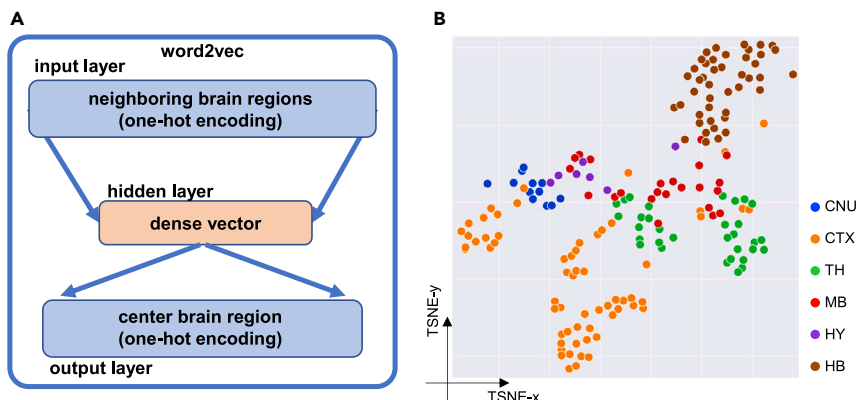 A
word2vec
input layer
neighboring brain regions
(one-hot encoding)
hidden layer
dense vector
center brain region
(one-hot encoding)
output layer
B
TSNE-y
TSNE-x
CNU
CTX
TH
MB
HY
HB